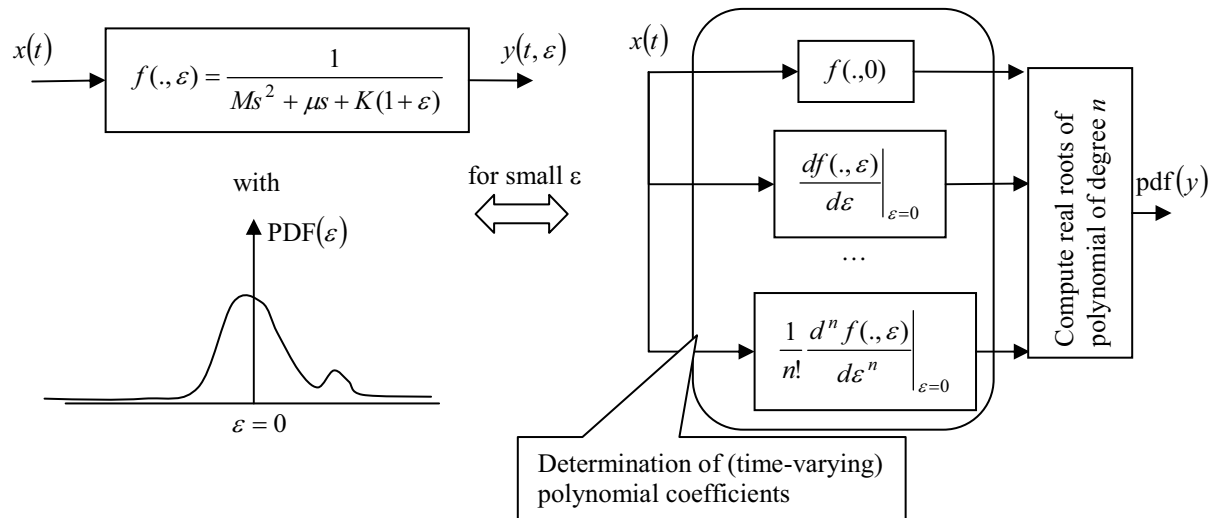 x(t)
f(.,ε) = 1 / (Ms² + μs + K(1+ε))
y(t,ε)
with
PDF(ε)
ε = 0
for small ε
x(t)
f(.,0)
df(.,ε)/dε |ε=0
...
1/n! dⁿf(.,ε)/dεⁿ |ε=0
Compute real roots of
polynomial of degree n
pdf(y)
Determination of (time-varying)
polynomial coefficients